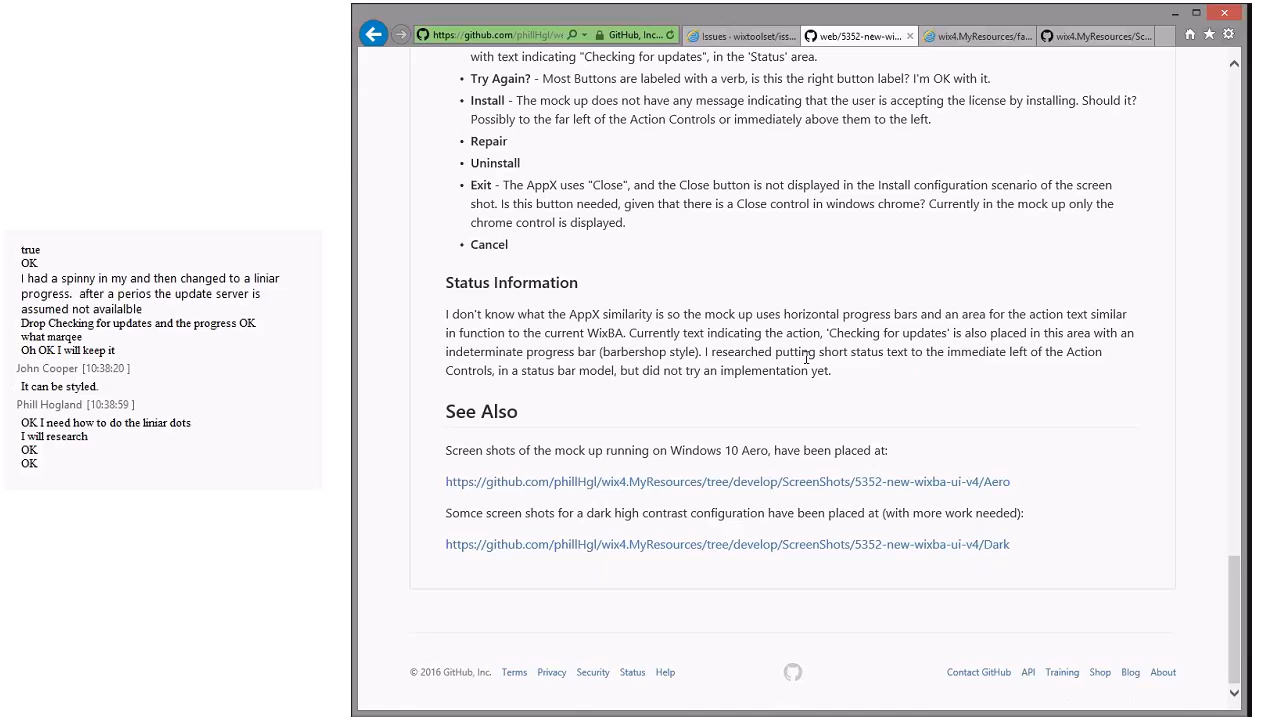 true
OK
I had a spinny in my and then changed to a liniar
progress.  after a perios the update server is
assumed not availalble
Drop Checking for updates and the progress OK
what marqee
Oh OK I will keep it
John Cooper [10:38:20 ]
It can be styled.
Phill Hogland [10:38:59 ]
OK I need how to do the liniar dots
I will research
OK
OK
https://github.com/phillHgl/we
GitHub, Inc...
Issues · wixtoolset/iss...
web/5352-new-wi...
wix4.MyResources/fa...
wix4.MyResources/Sc...
with text indicating "Checking for updates", in the 'Status' area.
• Try Again? - Most Buttons are labeled with a verb, is this the right button label? I'm OK with it.
• Install - The mock up does not have any message indicating that the user is accepting the license by installing. Should it?
Possibly to the far left of the Action Controls or immediately above them to the left.
• Repair
• Uninstall
• Exit - The AppX uses "Close", and the Close button is not displayed in the Install configuration scenario of the screen
shot. Is this button needed, given that there is a Close control in windows chrome? Currently in the mock up only the
chrome control is displayed.
• Cancel
Status Information
I don't know what the AppX similarity is so the mock up uses horizontal progress bars and an area for the action text similar
in function to the current WixBA. Currently text indicating the action, 'Checking for updates' is also placed in this area with an
indeterminate progress bar (barbershop style). I researched putting short status text to the immediate left of the Action
Controls, in a status bar model, but did not try an implementation yet.
See Also
Screen shots of the mock up running on Windows 10 Aero, have been placed at:
https://github.com/phillHgl/wix4.MyResources/tree/develop/ScreenShots/5352-new-wixba-ui-v4/Aero
Somce screen shots for a dark high contrast configuration have been placed at (with more work needed):
https://github.com/phillHgl/wix4.MyResources/tree/develop/ScreenShots/5352-new-wixba-ui-v4/Dark
© 2016 GitHub, Inc. Terms Privacy Security Status Help
Contact GitHub API Training Shop Blog About